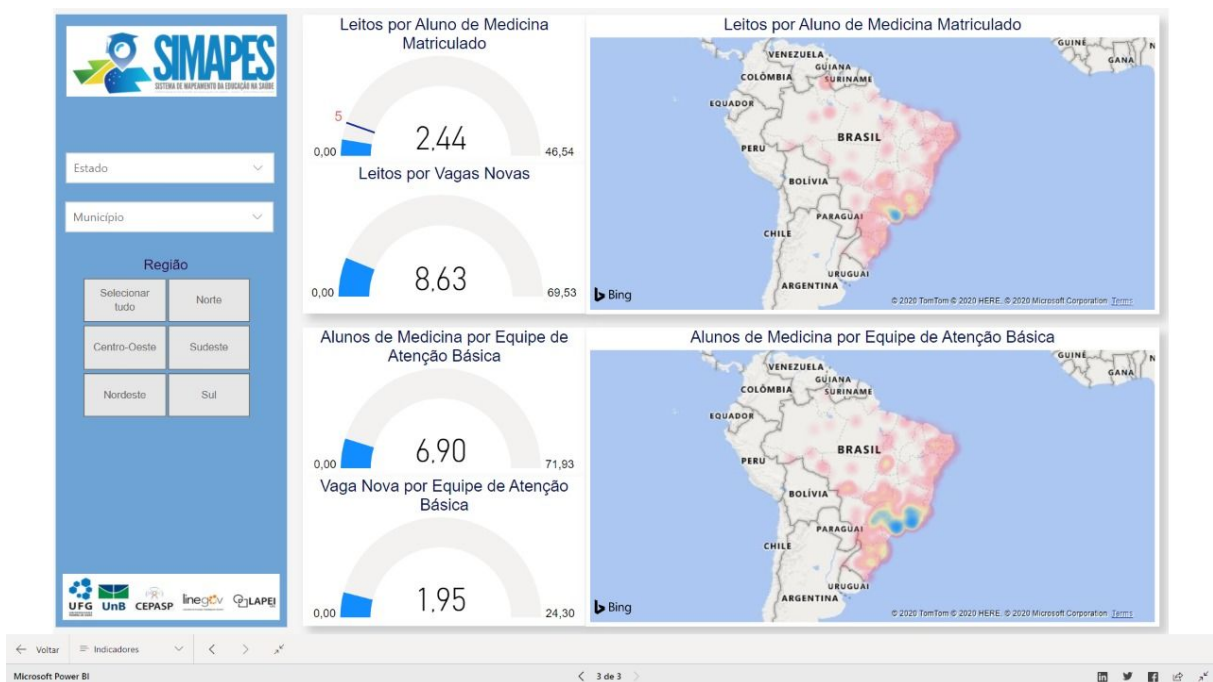 SIMAPES
SISTEMA DE MAPEAMENTO DA EDUCAÇÃO NA SAÚDE
Estado
Município
Região
Selecionar
tudo
Norte
Centro-Oeste
Sudeste
Nordeste
Sul
UFG
UnB
CEPASP
linegov
LAPEI
Leitos por Aluno de Medicina
Matriculado
5
2,44
0,00
46,54
Leitos por Vagas Novas
8,63
0,00
69,53
Leitos por Aluno de Medicina Matriculado
VENEZUELA
GUIANA
COLÔMBIA
SURINAME
EQUADOR
BRASIL
PERU
BOLÍVIA
PARAGUAI
CHILE
URUGUAI
ARGENTINA
GUINÉ
GANA
N
Bing
© 2020 TomTom © 2020 HERE, © 2020 Microsoft Corporation Terms
Alunos de Medicina por Equipe de
Atenção Básica
6,90
0,00
71,93
Vaga Nova por Equipe de Atenção
Básica
1,95
0,00
24,30
Alunos de Medicina por Equipe de Atenção Básica
VENEZUELA
GUIANA
COLÔMBIA
SURINAME
EQUADOR
BRASIL
PERU
BOLÍVIA
PARAGUAI
CHILE
URUGUAI
ARGENTINA
GUINÉ
GANA
N
Bing
© 2020 TomTom © 2020 HERE, © 2020 Microsoft Corporation Terms
Voltar
Indicadores
Microsoft Power BI
3 de 3